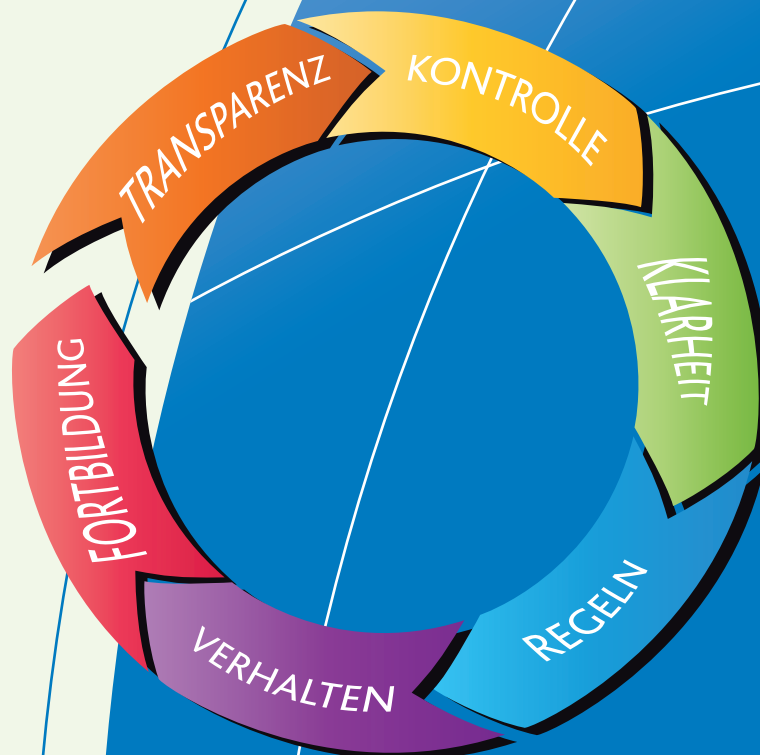 TRANSPARENZ
KONTROLLE
KLARHEIT
REGELN
VERHALTEN
FORTBILDUNG